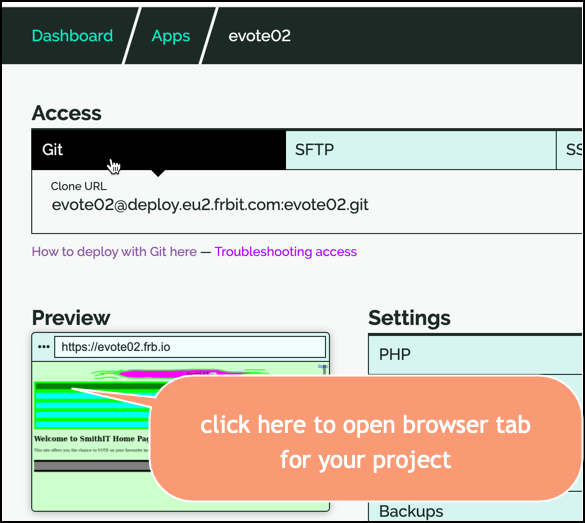 Dashboard Apps evote02
Access
Git SFTP SS
Clone URL
evote02@deploy.eu2.frbit.com:evote02.git
How to deploy with Git here — Troubleshooting access
Preview Settings
••• https://evote02.frb.io
PHP
Welcome to SmithIT Home Pag
This site offers you the chance to VOTE on your favourite
click here to open browser tab
for your project
Backups